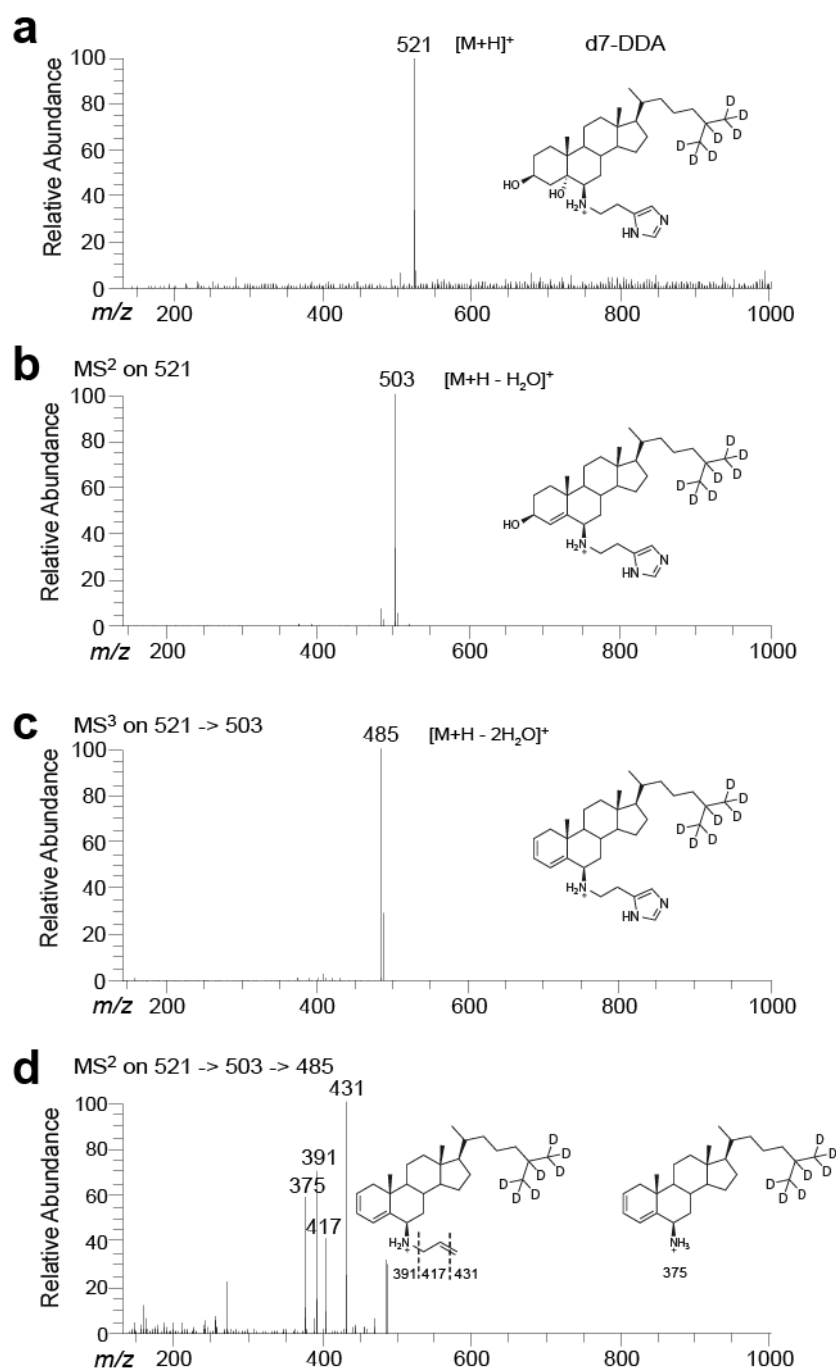 a
521 [M+H]+ d7-DDA
Relative Abundance
100
80
60
40
20
0
m/z 200 400 600 800 1000
D
D
D
D
D
D
D
HO
HO
H2N
+
HN
N
b
MS2 on 521
503 [M+H - H2O]+
Relative Abundance
100
80
60
40
20
0
m/z 200 400 600 800 1000
D
D
D
D
D
D
D
HO
H2N
+
HN
N
c
MS3 on 521 -> 503
485 [M+H - 2H2O]+
Relative Abundance
100
80
60
40
20
0
m/z 200 400 600 800 1000
D
D
D
D
D
D
D
H2N
+
HN
N
d
MS2 on 521 -> 503 -> 485
431
391
375
417
Relative Abundance
100
80
60
40
20
0
m/z 200 400 600 800 1000
D
D
D
D
D
D
D
H2N
+
391 417 431
D
D
D
D
D
D
D
NH3
+
375